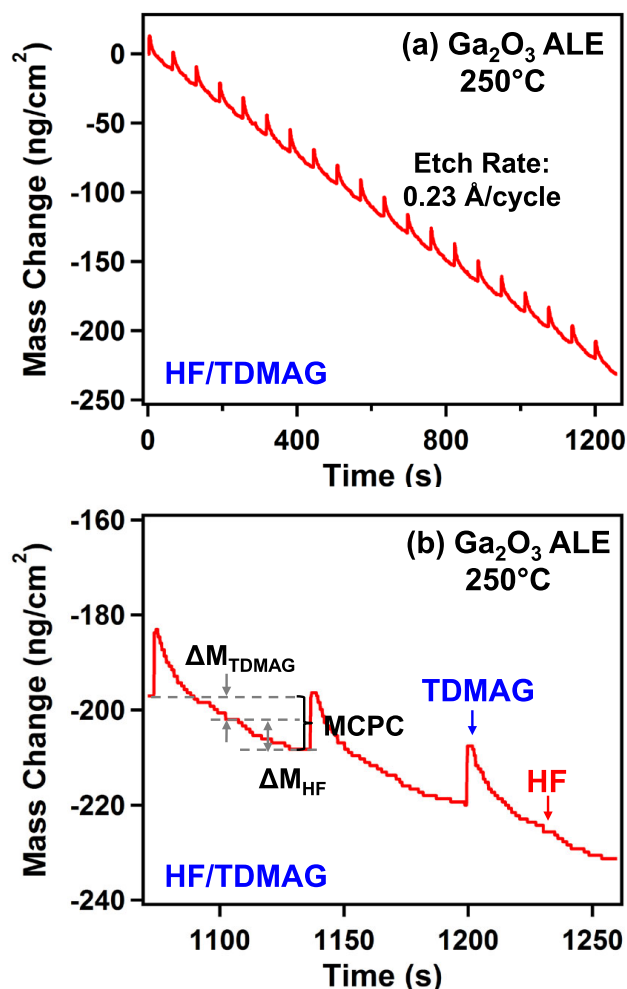 (a) Ga₂O₃ ALE
250°C
Etch Rate:
0.23 Å/cycle
HF/TDMAG
Mass Change (ng/cm²)
0
-50
-100
-150
-200
-250
0
400
800
1200
Time (s)
(b) Ga₂O₃ ALE
250°C
ΔM_TDMAG
MCPC
ΔM_HF
TDMAG
HF
HF/TDMAG
Mass Change (ng/cm²)
-160
-180
-200
-220
-240
1100
1150
1200
1250
Time (s)